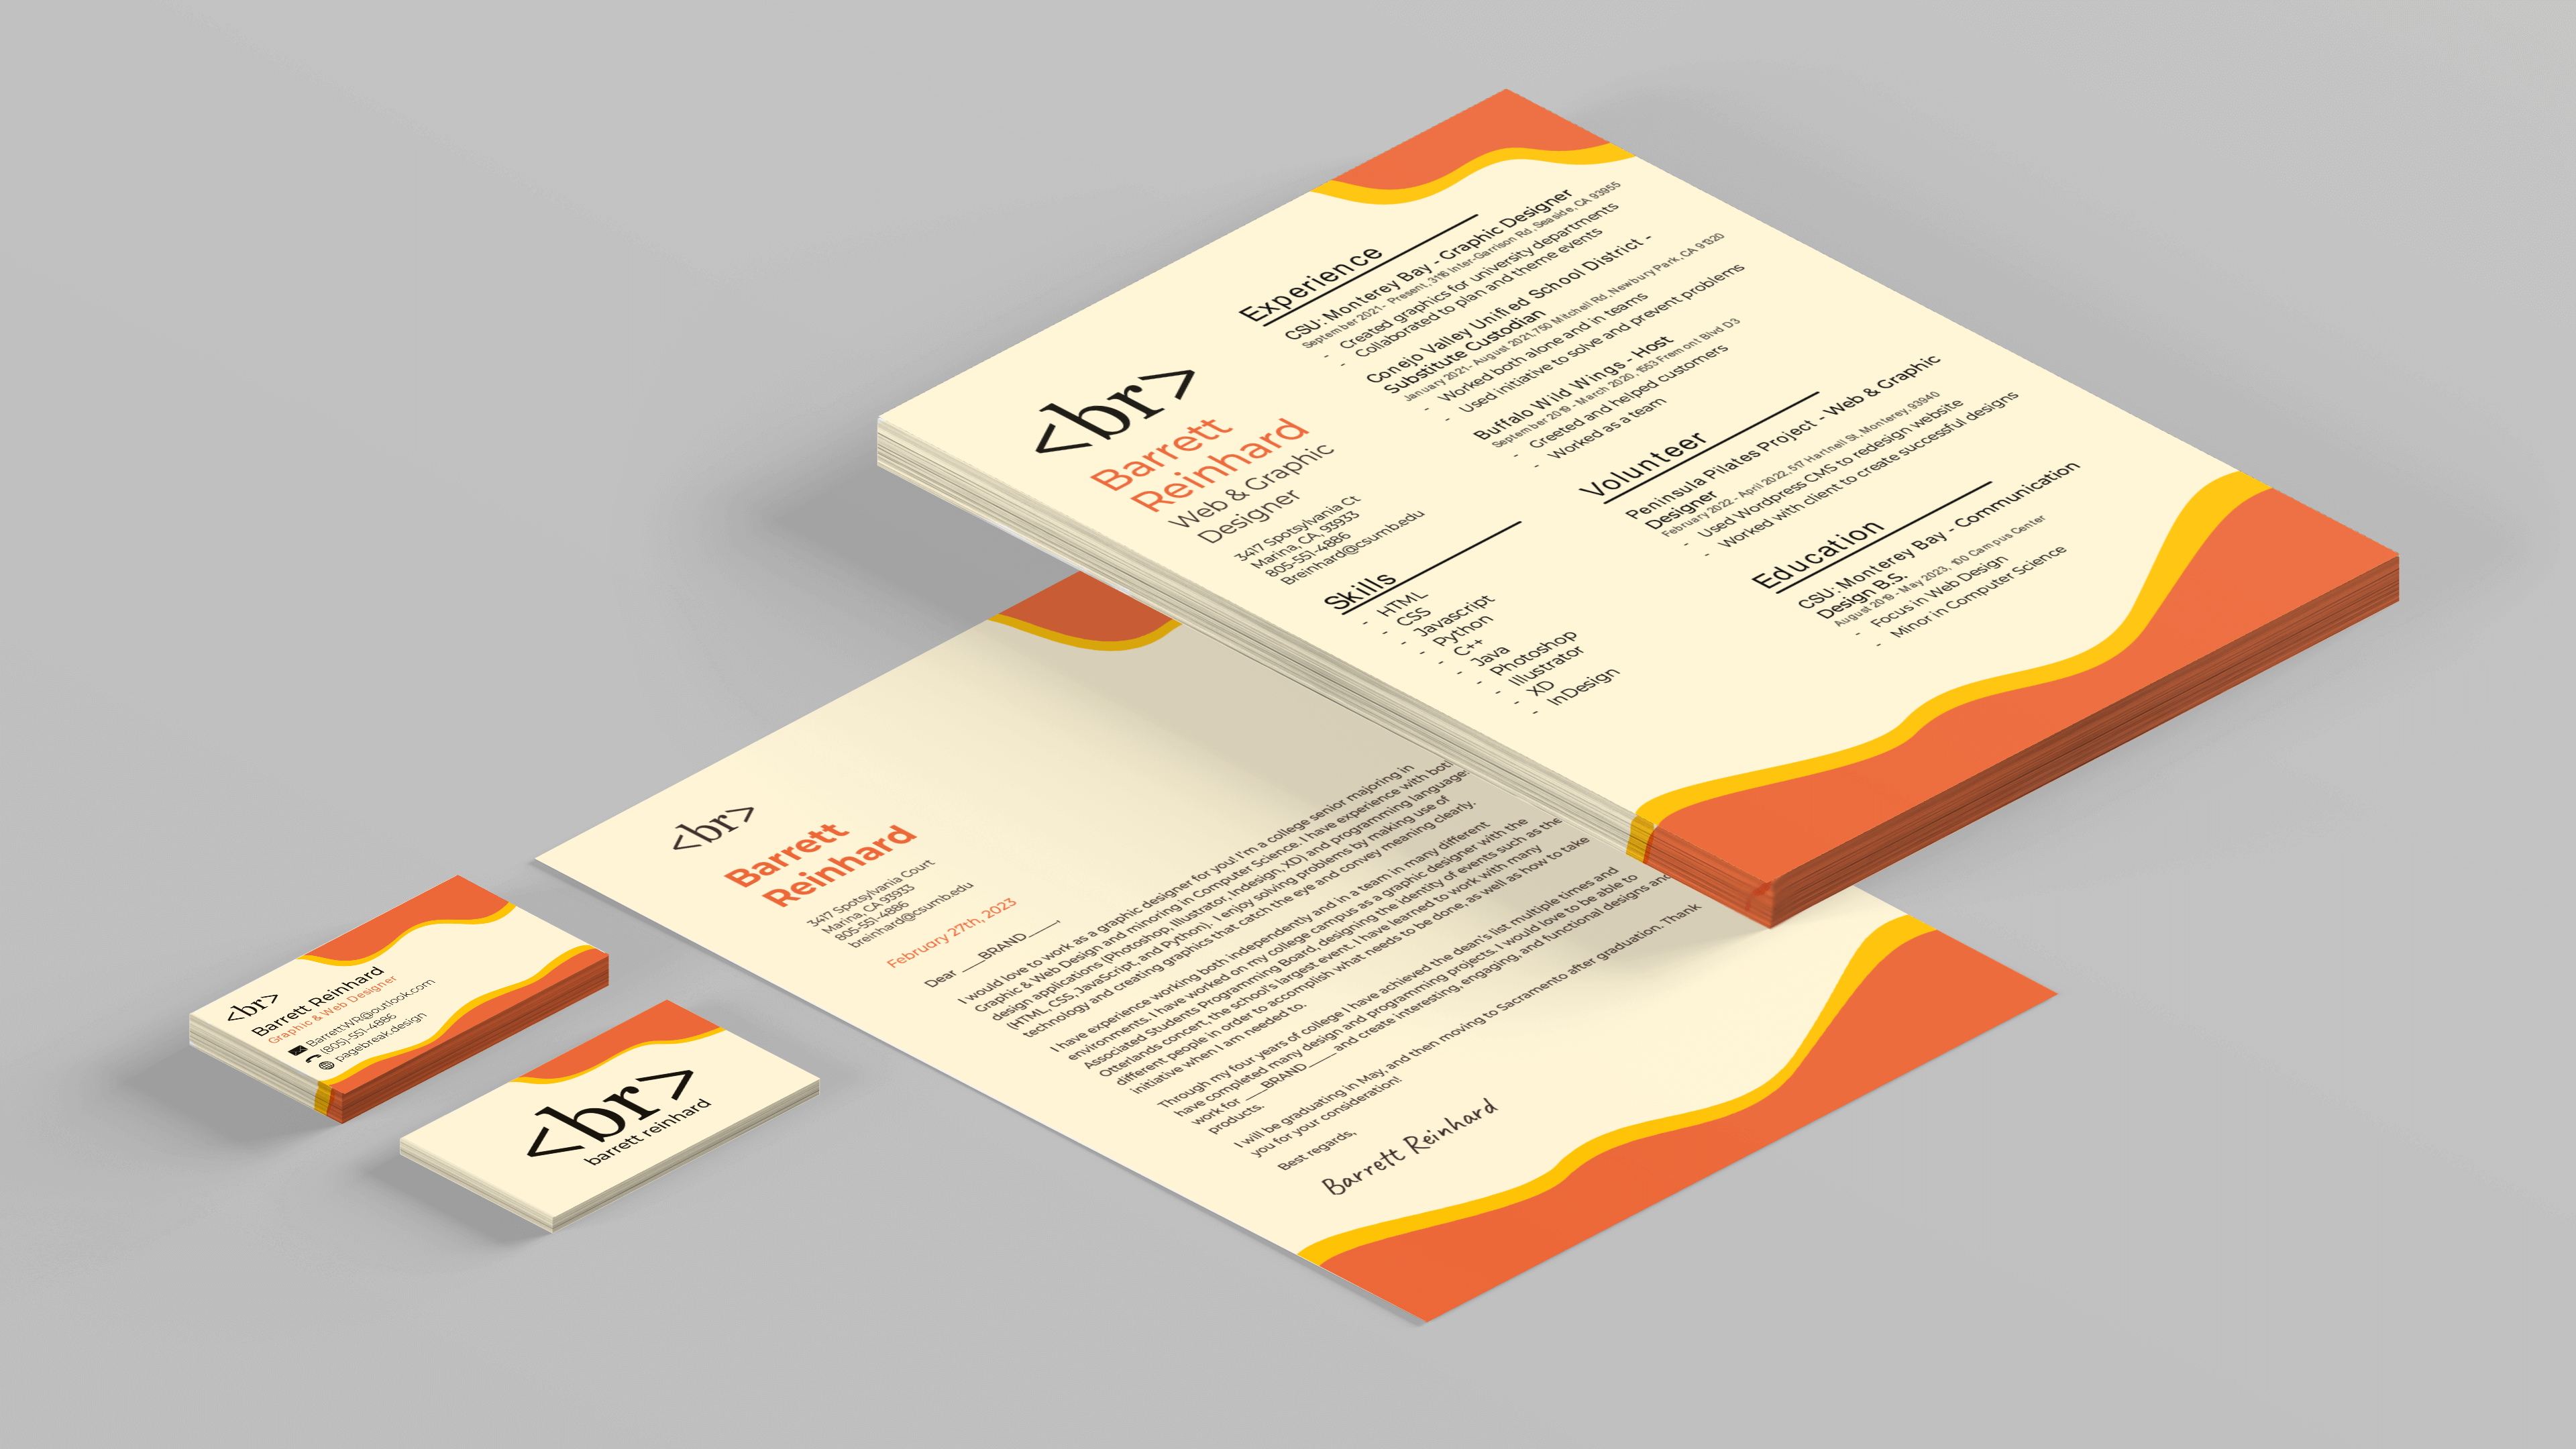 <br>
Barrett
Reinhard
Web & Graphic
Designer
3417 Spotsylvania Ct
Marina, CA, 93933
805-551-4886
Breinhard@csumb.edu
Skills
- HTML
- CSS
- Javascript
- Python
- C++
- Java
- Photoshop
- Illustrator
- XD
- InDesign
Experience
CSU: Monterey Bay - Graphic Designer
September 2021 - Present, 3118 Inter-Garrison Rd, Seaside, CA 93955
- Created graphics for university departments
- Collaborated to plan and theme events
Conejo Valley Unified School District -
Substitute Custodian
January 2021 - August 2021, 750 Mitchell Rd, Newbury Park, CA 91320
- Worked both alone and in teams
- Used initiative to solve and prevent problems
Buffalo Wild Wings - Host
September 2019 - March 2020, 1553 Fremont Blvd D3
- Greeted and helped customers
- Worked as a team
Volunteer
Peninsula Pilates Project - Web & Graphic
Designer
February 2022 - April 2022, 517 Hartnell St, Monterey, 93940
- Used Wordpress CMS to redesign website
- Worked with client to create successful designs
Education
CSU: Monterey Bay - Communication
Design B.S.
August 2019 - May 2023, 100 Campus Center
- Focus in Web Design
- Minor in Computer Science
<br>
Barrett
Reinhard
3417 Spotsylvania Court
Marina, CA 93933
805-551-4886
breinhard@csumb.edu
February 27th, 2023
Dear ___BRAND____,
I would love to work as a graphic designer for you! I'm a college senior majoring in
Graphic & Web Design and minoring in Computer Science. I have experience with both
design applications (Photoshop, Illustrator, Indesign, XD) and programming language
(HTML, CSS, JavaScript, and Python). I enjoy solving problems by making use of
technology and creating graphics that catch the eye and convey meaning clearly.
I have experience working both independently and in a team in many different
environments. I have worked on my college campus as a graphic designer with the
Associated Students Programming Board, designing the identity of events such as the
Otterlands concert, the school's largest event. I have learned to work with many
different people in order to accomplish what needs to be done, as well as how to take
initiative when I am needed to.
Through my four years of college I have achieved the dean's list multiple times and
have completed many design and programming projects. I would love to be able to
work for ___BRAND_____ and create interesting, engaging, and functional designs and
products.
I will be graduating in May, and then moving to Sacramento after graduation. Thank
you for your consideration!
Best regards,
Barrett Reinhard
<br>
Barrett Reinhard
Graphic & Web Designer
BarrettWR@outlook.com
(805)-551-4886
pagebreak.design
<br>
barrett reinhard